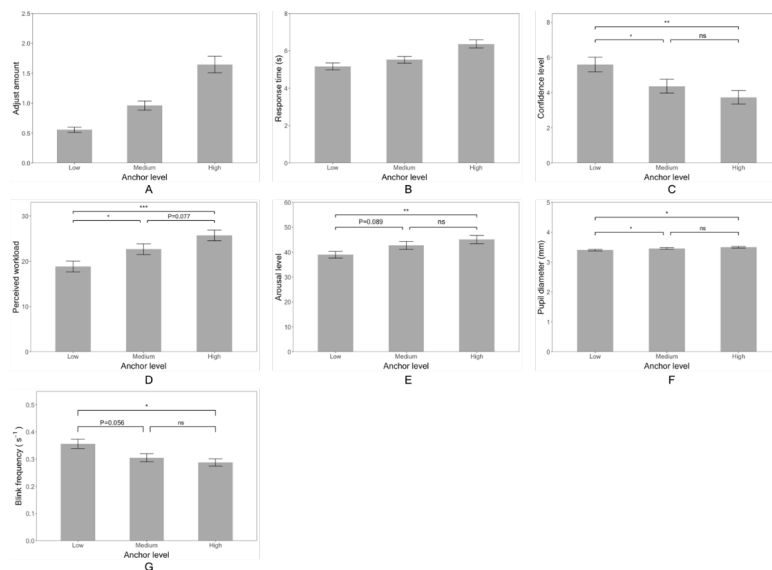 Adjust amount
2.0
1.5
1.0
0.5
0.0
Low Medium High
Anchor level
A
Response time (s)
8
6
4
2
0
Low Medium High
Anchor level
B
Confidence level
8
6
4
2
0
**
* ns
Low Medium High
Anchor level
C
Perceived workload
30
20
10
0
***
* P=0.077
Low Medium High
Anchor level
D
Arousal level
60
50
40
30
20
10
0
**
P=0.089 ns
Low Medium High
Anchor level
E
Pupil diameter (mm)
5
4
3
2
1
0
*
* ns
Low Medium High
Anchor level
F
Blink frequency ( s⁻¹)
0.5
0.4
0.3
0.2
0.1
0.0
*
P=0.056 ns
Low Medium High
Anchor level
G